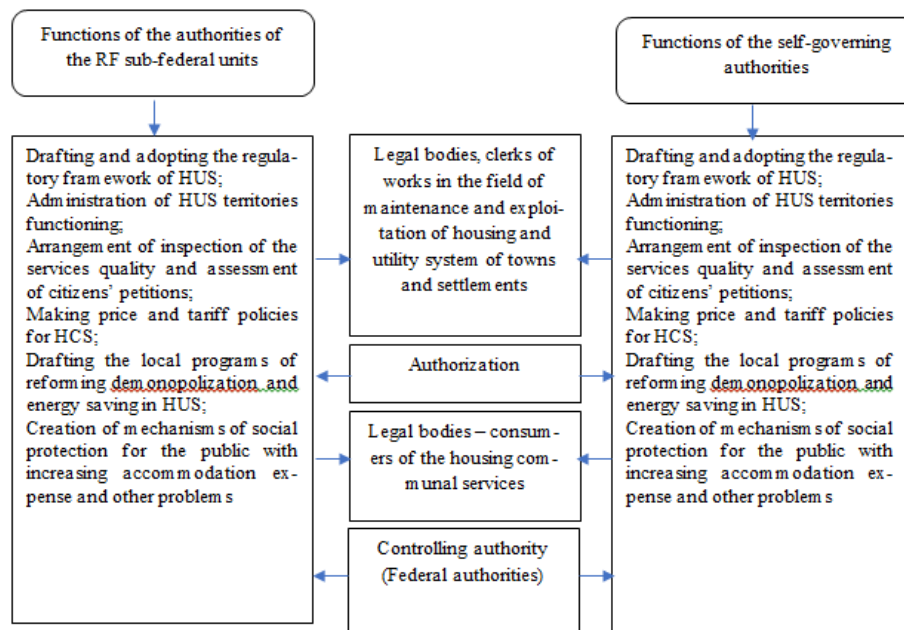 Functions of the authorities of
the RF sub-federal units
Functions of the self-governing
authorities
Drafting and adopting the regula-
tory framework of HUS;
Administration of HUS territories
functioning;
Arrangement of inspection of the
services quality and assessment
of citizens’ petitions;
Making price and tariff policies
for HCS;
Drafting the local programs of
reforming demonopolization and
energy saving in HUS;
Creation of mechanisms of social
protection for the public with
increasing accommodation ex-
pense and other problems
Legal bodies, clerks of
works in the field of
maintenance and exploi-
tation of housing and
utility system of towns
and settlements
Authorization
Legal bodies – consum-
ers of the housing com-
munal services
Controlling authority
(Federal authorities)
Drafting and adopting the regula-
tory framework of HUS;
Administration of HUS territories
functioning;
Arrangement of inspection of the
services quality and assessment
of citizens’ petitions;
Making price and tariff policies
for HCS;
Drafting the local programs of
reforming demonopolization and
energy saving in HUS;
Creation of mechanisms of social
protection for the public with
increasing accommodation ex-
pense and other problems